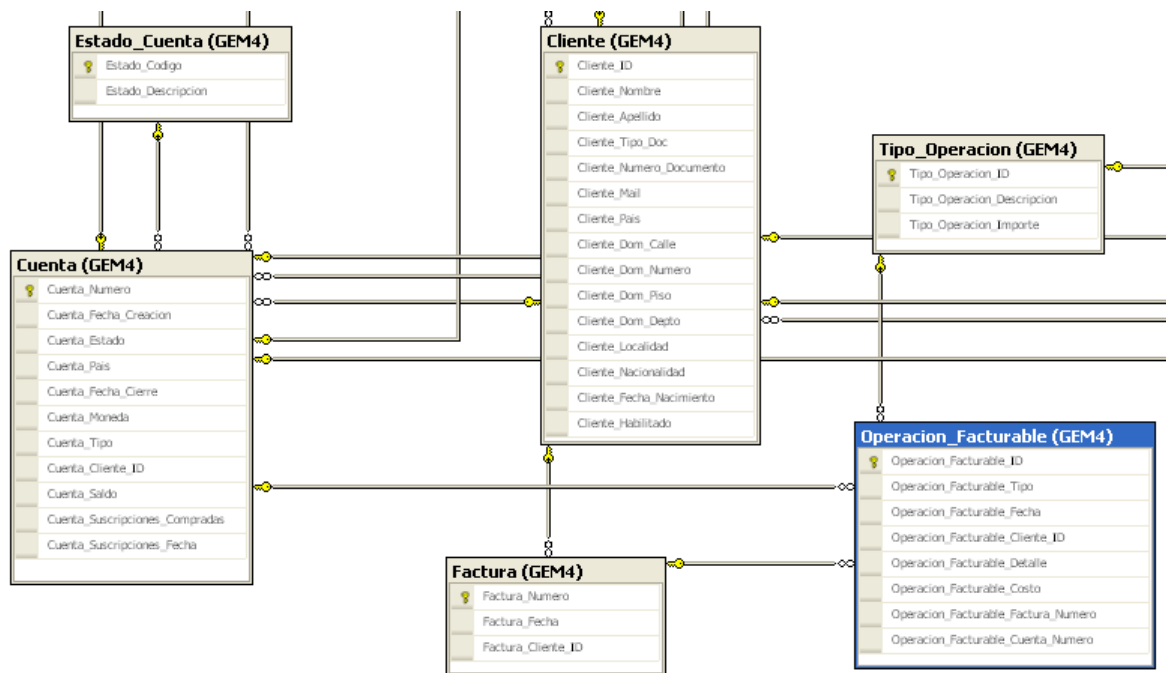 Estado_Cuenta (GEM4)
Estado_Codigo
Estado_Descripcion
Cliente (GEM4)
Cliente_ID
Cliente_Nombre
Cliente_Apellido
Cliente_Tipo_Doc
Cliente_Numero_Documento
Cliente_Mail
Cliente_Pais
Cliente_Dom_Calle
Cliente_Dom_Numero
Cliente_Dom_Piso
Cliente_Dom_Depto
Cliente_Localidad
Cliente_Nacionalidad
Cliente_Fecha_Nacimiento
Cliente_Habilitado
Tipo_Operacion (GEM4)
Tipo_Operacion_ID
Tipo_Operacion_Descripcion
Tipo_Operacion_Importe
Cuenta (GEM4)
Cuenta_Numero
Cuenta_Fecha_Creacion
Cuenta_Estado
Cuenta_Pais
Cuenta_Fecha_Cierre
Cuenta_Moneda
Cuenta_Tipo
Cuenta_Cliente_ID
Cuenta_Saldo
Cuenta_Suscripciones_Compradas
Cuenta_Suscripciones_Fecha
Operacion_Facturable (GEM4)
Operacion_Facturable_ID
Operacion_Facturable_Tipo
Operacion_Facturable_Fecha
Operacion_Facturable_Cliente_ID
Operacion_Facturable_Detalle
Operacion_Facturable_Costo
Operacion_Facturable_Factura_Numero
Operacion_Facturable_Cuenta_Numero
Factura (GEM4)
Factura_Numero
Factura_Fecha
Factura_Cliente_ID